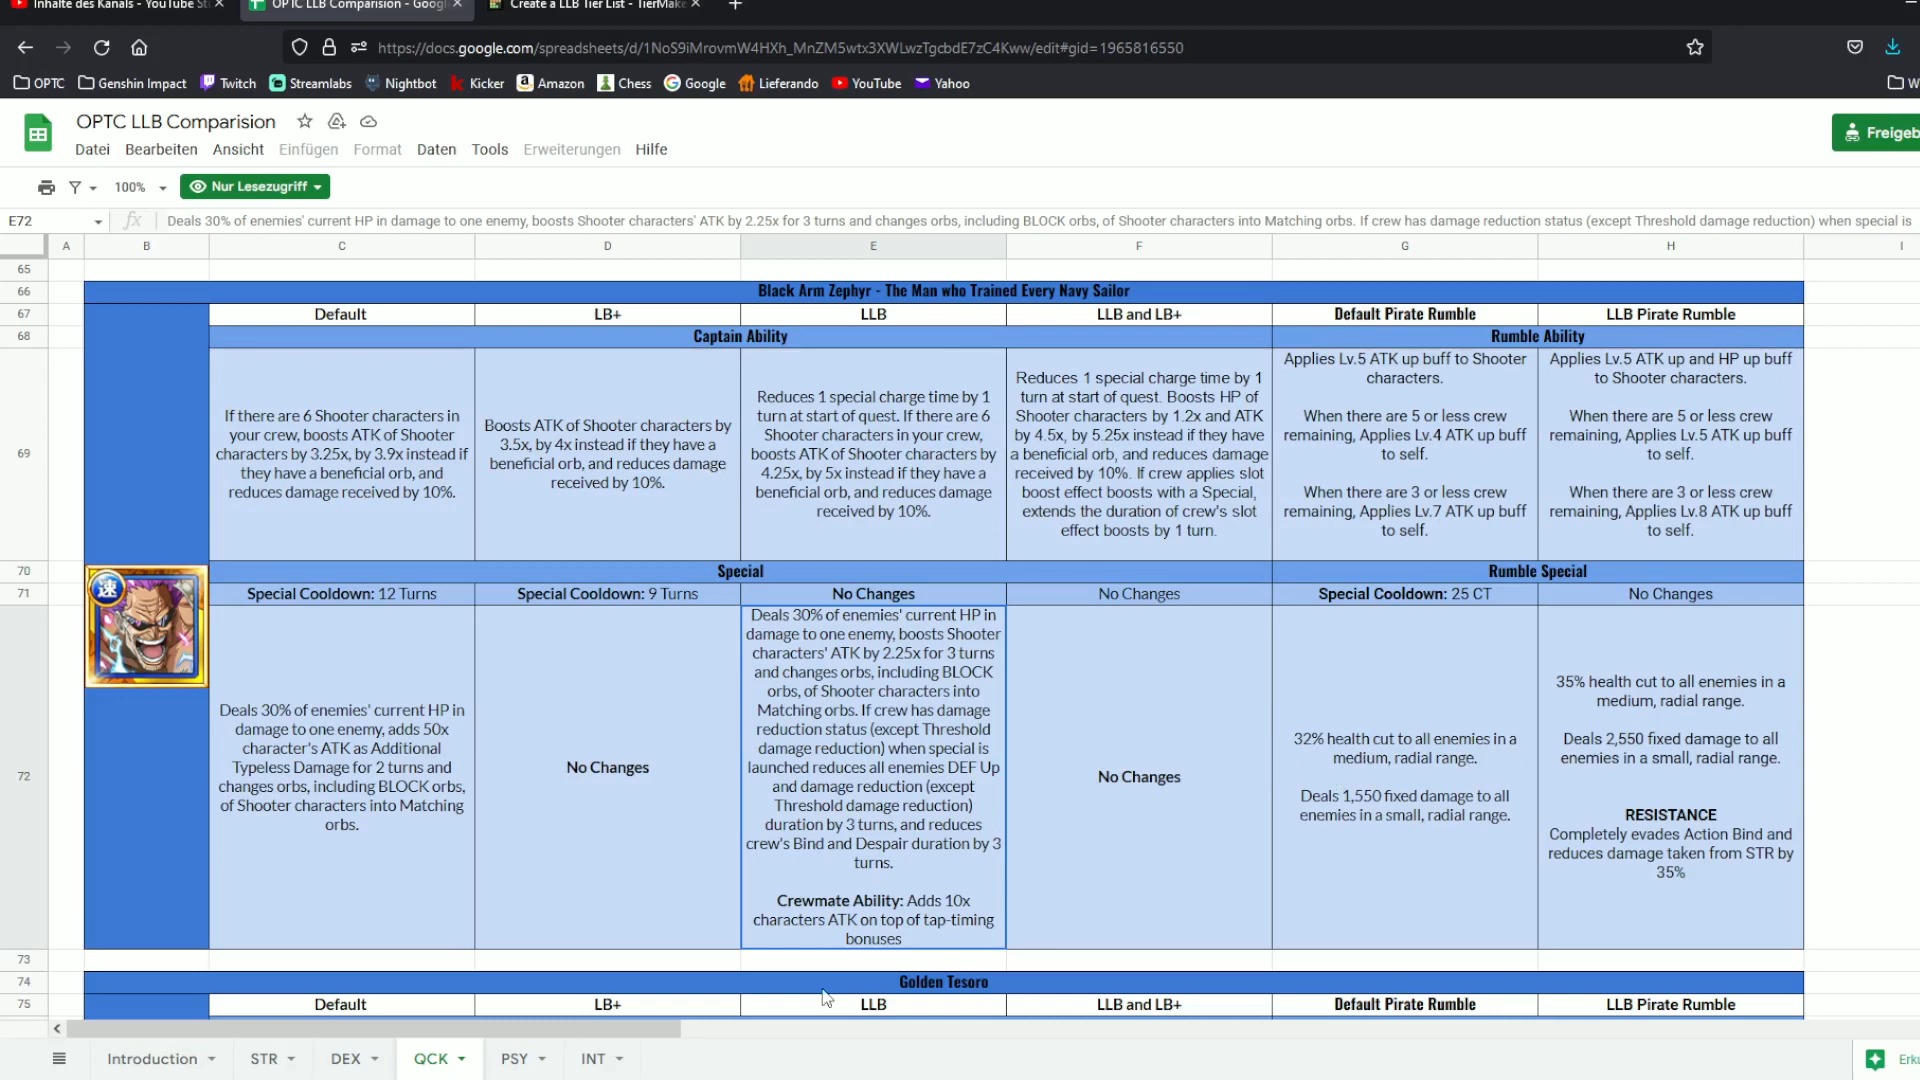 Inhalte des Kanals - YouTube St
OPTC LLB Comparision - Googl
Create a LLB Tier List - TierMake
https://docs.google.com/spreadsheets/d/1NoS9iMrovmW4HXh_MnZM5wtx3XWLwzTgcbdE7zC4Kww/edit#gid=1965816550
OPTC Genshin Impact Twitch Streamlabs Nightbot Kicker Amazon Chess Google Lieferando YouTube Yahoo W
OPTC LLB Comparision
Freigeb
Datei Bearbeiten Ansicht Einfügen Format Daten Tools Erweiterungen Hilfe
100% Nur Lesezugriff
E72 fx Deals 30% of enemies' current HP in damage to one enemy, boosts Shooter characters' ATK by 2.25x for 3 turns and changes orbs, including BLOCK orbs, of Shooter characters into Matching orbs. If crew has damage reduction status (except Threshold damage reduction) when special is
A B C D E F G H I
65
66 Black Arm Zephyr - The Man who Trained Every Navy Sailor
67 Default LB+ LLB LLB and LB+ Default Pirate Rumble LLB Pirate Rumble
68 Captain Ability Rumble Ability
69
If there are 6 Shooter characters in
your crew, boosts ATK of Shooter
characters by 3.25x, by 3.9x instead if
they have a beneficial orb, and
reduces damage received by 10%.
Boosts ATK of Shooter characters by
3.5x, by 4x instead if they have a
beneficial orb, and reduces damage
received by 10%.
Reduces 1 special charge time by 1
turn at start of quest. If there are 6
Shooter characters in your crew,
boosts ATK of Shooter characters by
4.25x, by 5x instead if they have a
beneficial orb, and reduces damage
received by 10%.
Reduces 1 special charge time by 1
turn at start of quest. Boosts HP of
Shooter characters by 1.2x and ATK
by 4.5x, by 5.25x instead if they have
a beneficial orb, and reduces damage
received by 10%. If crew applies slot
boost effect boosts with a Special,
extends the duration of crew's slot
effect boosts by 1 turn.
Applies Lv.5 ATK up buff to Shooter
characters.
When there are 5 or less crew
remaining, Applies Lv.4 ATK up buff
to self.
When there are 3 or less crew
remaining, Applies Lv.7 ATK up buff
to self.
Applies Lv.5 ATK up and HP up buff
to Shooter characters.
When there are 5 or less crew
remaining, Applies Lv.5 ATK up buff
to self.
When there are 3 or less crew
remaining, Applies Lv.8 ATK up buff
to self.
70 Special Rumble Special
71 Special Cooldown: 12 Turns Special Cooldown: 9 Turns No Changes No Changes Special Cooldown: 25 CT No Changes
速
72
Deals 30% of enemies' current HP in
damage to one enemy, adds 50x
character's ATK as Additional
Typeless Damage for 2 turns and
changes orbs, including BLOCK orbs,
of Shooter characters into Matching
orbs.
No Changes
Deals 30% of enemies' current HP in
damage to one enemy, boosts Shooter
characters' ATK by 2.25x for 3 turns
and changes orbs, including BLOCK
orbs, of Shooter characters into
Matching orbs. If crew has damage
reduction status (except Threshold
damage reduction) when special is
launched reduces all enemies DEF Up
and damage reduction (except
Threshold damage reduction)
duration by 3 turns, and reduces
crew's Bind and Despair duration by 3
turns.
Crewmate Ability: Adds 10x
characters ATK on top of tap-timing
bonuses
No Changes
32% health cut to all enemies in a
medium, radial range.
Deals 1,550 fixed damage to all
enemies in a small, radial range.
35% health cut to all enemies in a
medium, radial range.
Deals 2,550 fixed damage to all
enemies in a small, radial range.
RESISTANCE
Completely evades Action Bind and
reduces damage taken from STR by
35%
73
74 Golden Tesoro
75 Default LB+ LLB LLB and LB+ Default Pirate Rumble LLB Pirate Rumble
Introduction STR DEX QCK PSY INT Erku